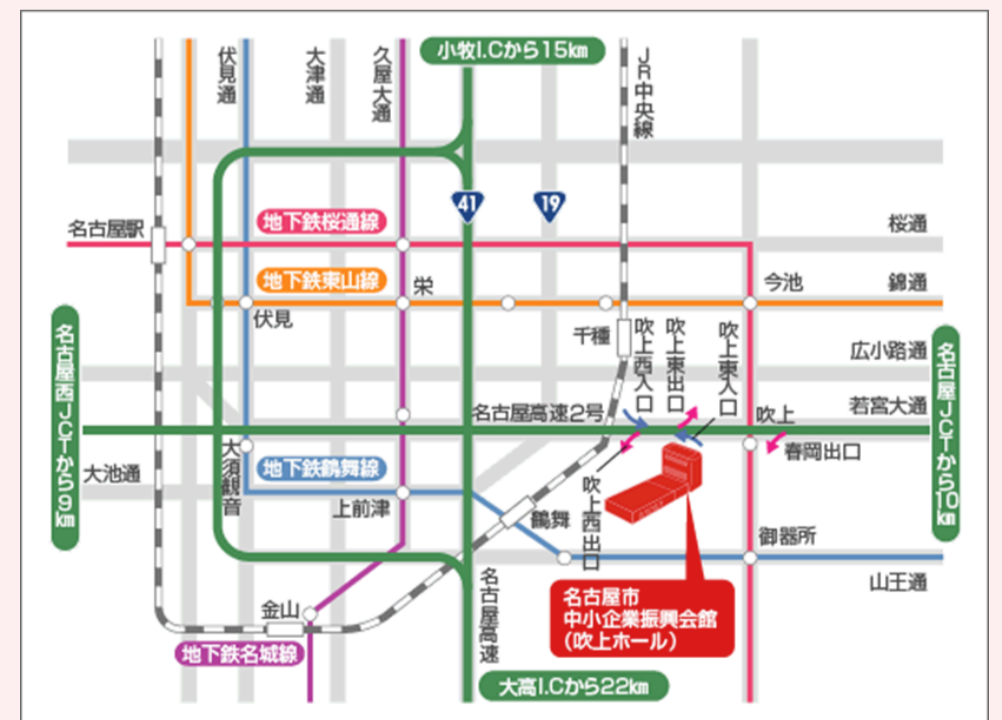 小牧I.Cから15km
伏見通
大津通
久屋大通
JR中央線
41
19
名古屋駅
地下鉄桜通線
桜通
地下鉄東山線
栄
今池
錦通
伏見
千種
吹上西入口
吹上東出口
吹上東入口
広小路通
名古屋西JCTから9km
名古屋JCTから10km
名古屋高速2号
吹上
若宮大通
春岡出口
大池通
大須観音
地下鉄鶴舞線
上前津
鶴舞
吹上西出口
御器所
山王通
金山
名古屋高速
名古屋市
中小企業振興会館
(吹上ホール)
地下鉄名城線
大高I.Cから22km